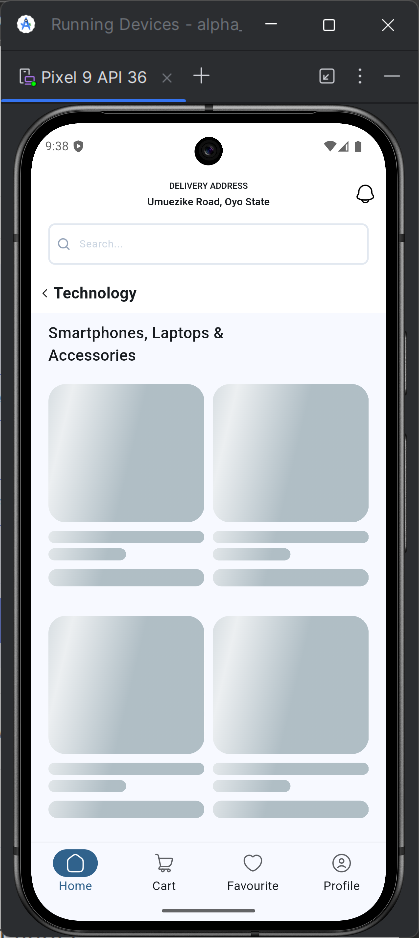 Running Devices - alpha_
Pixel 9 API 36
9:38
DELIVERY ADDRESS
Umuezike Road, Oyo State
Search...
Technology
Smartphones, Laptops &
Accessories
Home
Cart
Favourite
Profile